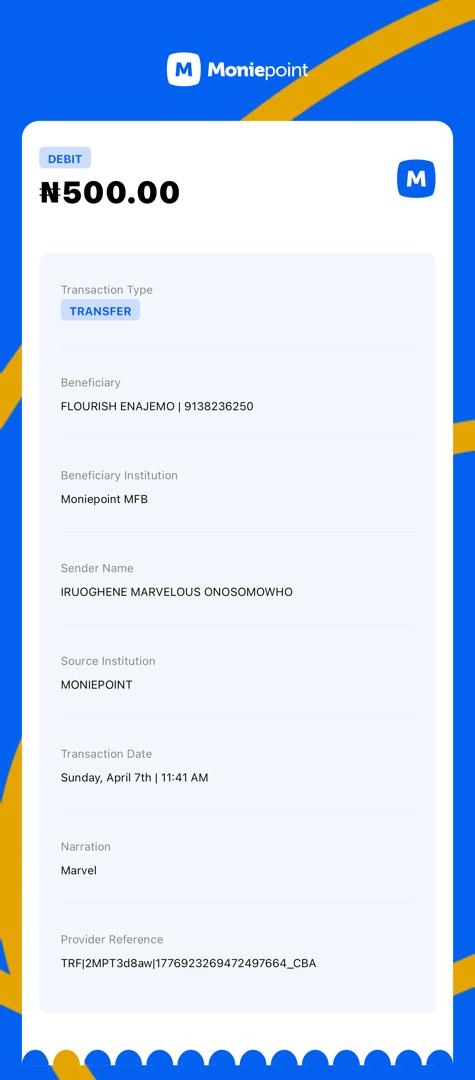 Moniepoint
DEBIT
₦500.00
Transaction Type
TRANSFER
Beneficiary
FLOURISH ENAJEMO | 9138236250
Beneficiary Institution
Moniepoint MFB
Sender Name
IRUOGHENE MARVELOUS ONOSOMOWHO
Source Institution
MONIEPOINT
Transaction Date
Sunday, April 7th | 11:41 AM
Narration
Marvel
Provider Reference
TRF|2MPT3d8aw|1776923269472497664_CBA